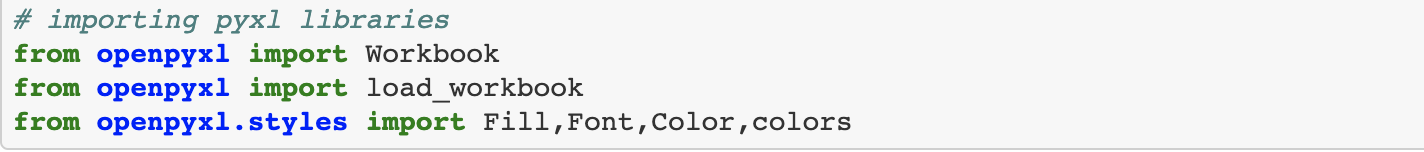 # importing pyxl libraries
from openpyxl import Workbook
from openpyxl import load_workbook
from openpyxl.styles import Fill,Font,Color,colors